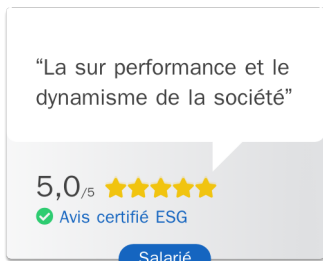 “La sur performance et le
dynamisme de la société”
5,0/5
Avis certifié ESG
Salarié